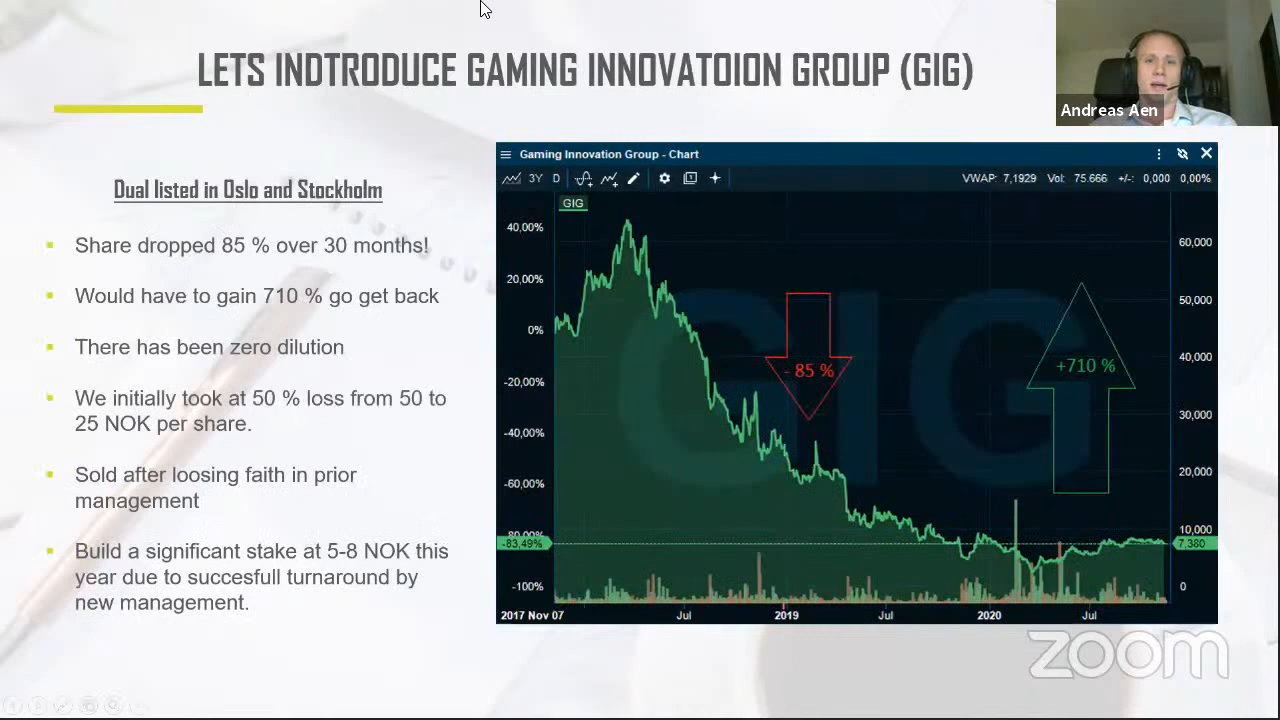 LETS INDTRODUCE GAMING INNOVATOION GROUP (GIG)
Andreas Aen
Dual listed in Oslo and Stockholm
Share dropped 85 % over 30 months!
Would have to gain 710 % go get back
There has been zero dilution
We initially took at 50 % loss from 50 to
25 NOK per share.
Sold after loosing faith in prior
management
Build a significant stake at 5-8 NOK this
year due to succesfull turnaround by
new management.
Gaming Innovation Group - Chart
3Y D
VWAP: 7,1929 Vol: 75.666 +/-: 0,000 0,00%
GIG
GIG
40,00%
20,00%
0%
-20,00%
-40,00%
-60,00%
-80,00%
-83,49%
-100%
- 85 %
+710 %
60,000
50,000
40,000
30,000
20,000
10,000
7,380
0
2017 Nov 07 Jul 2019 Jul 2020 Jul
zoom